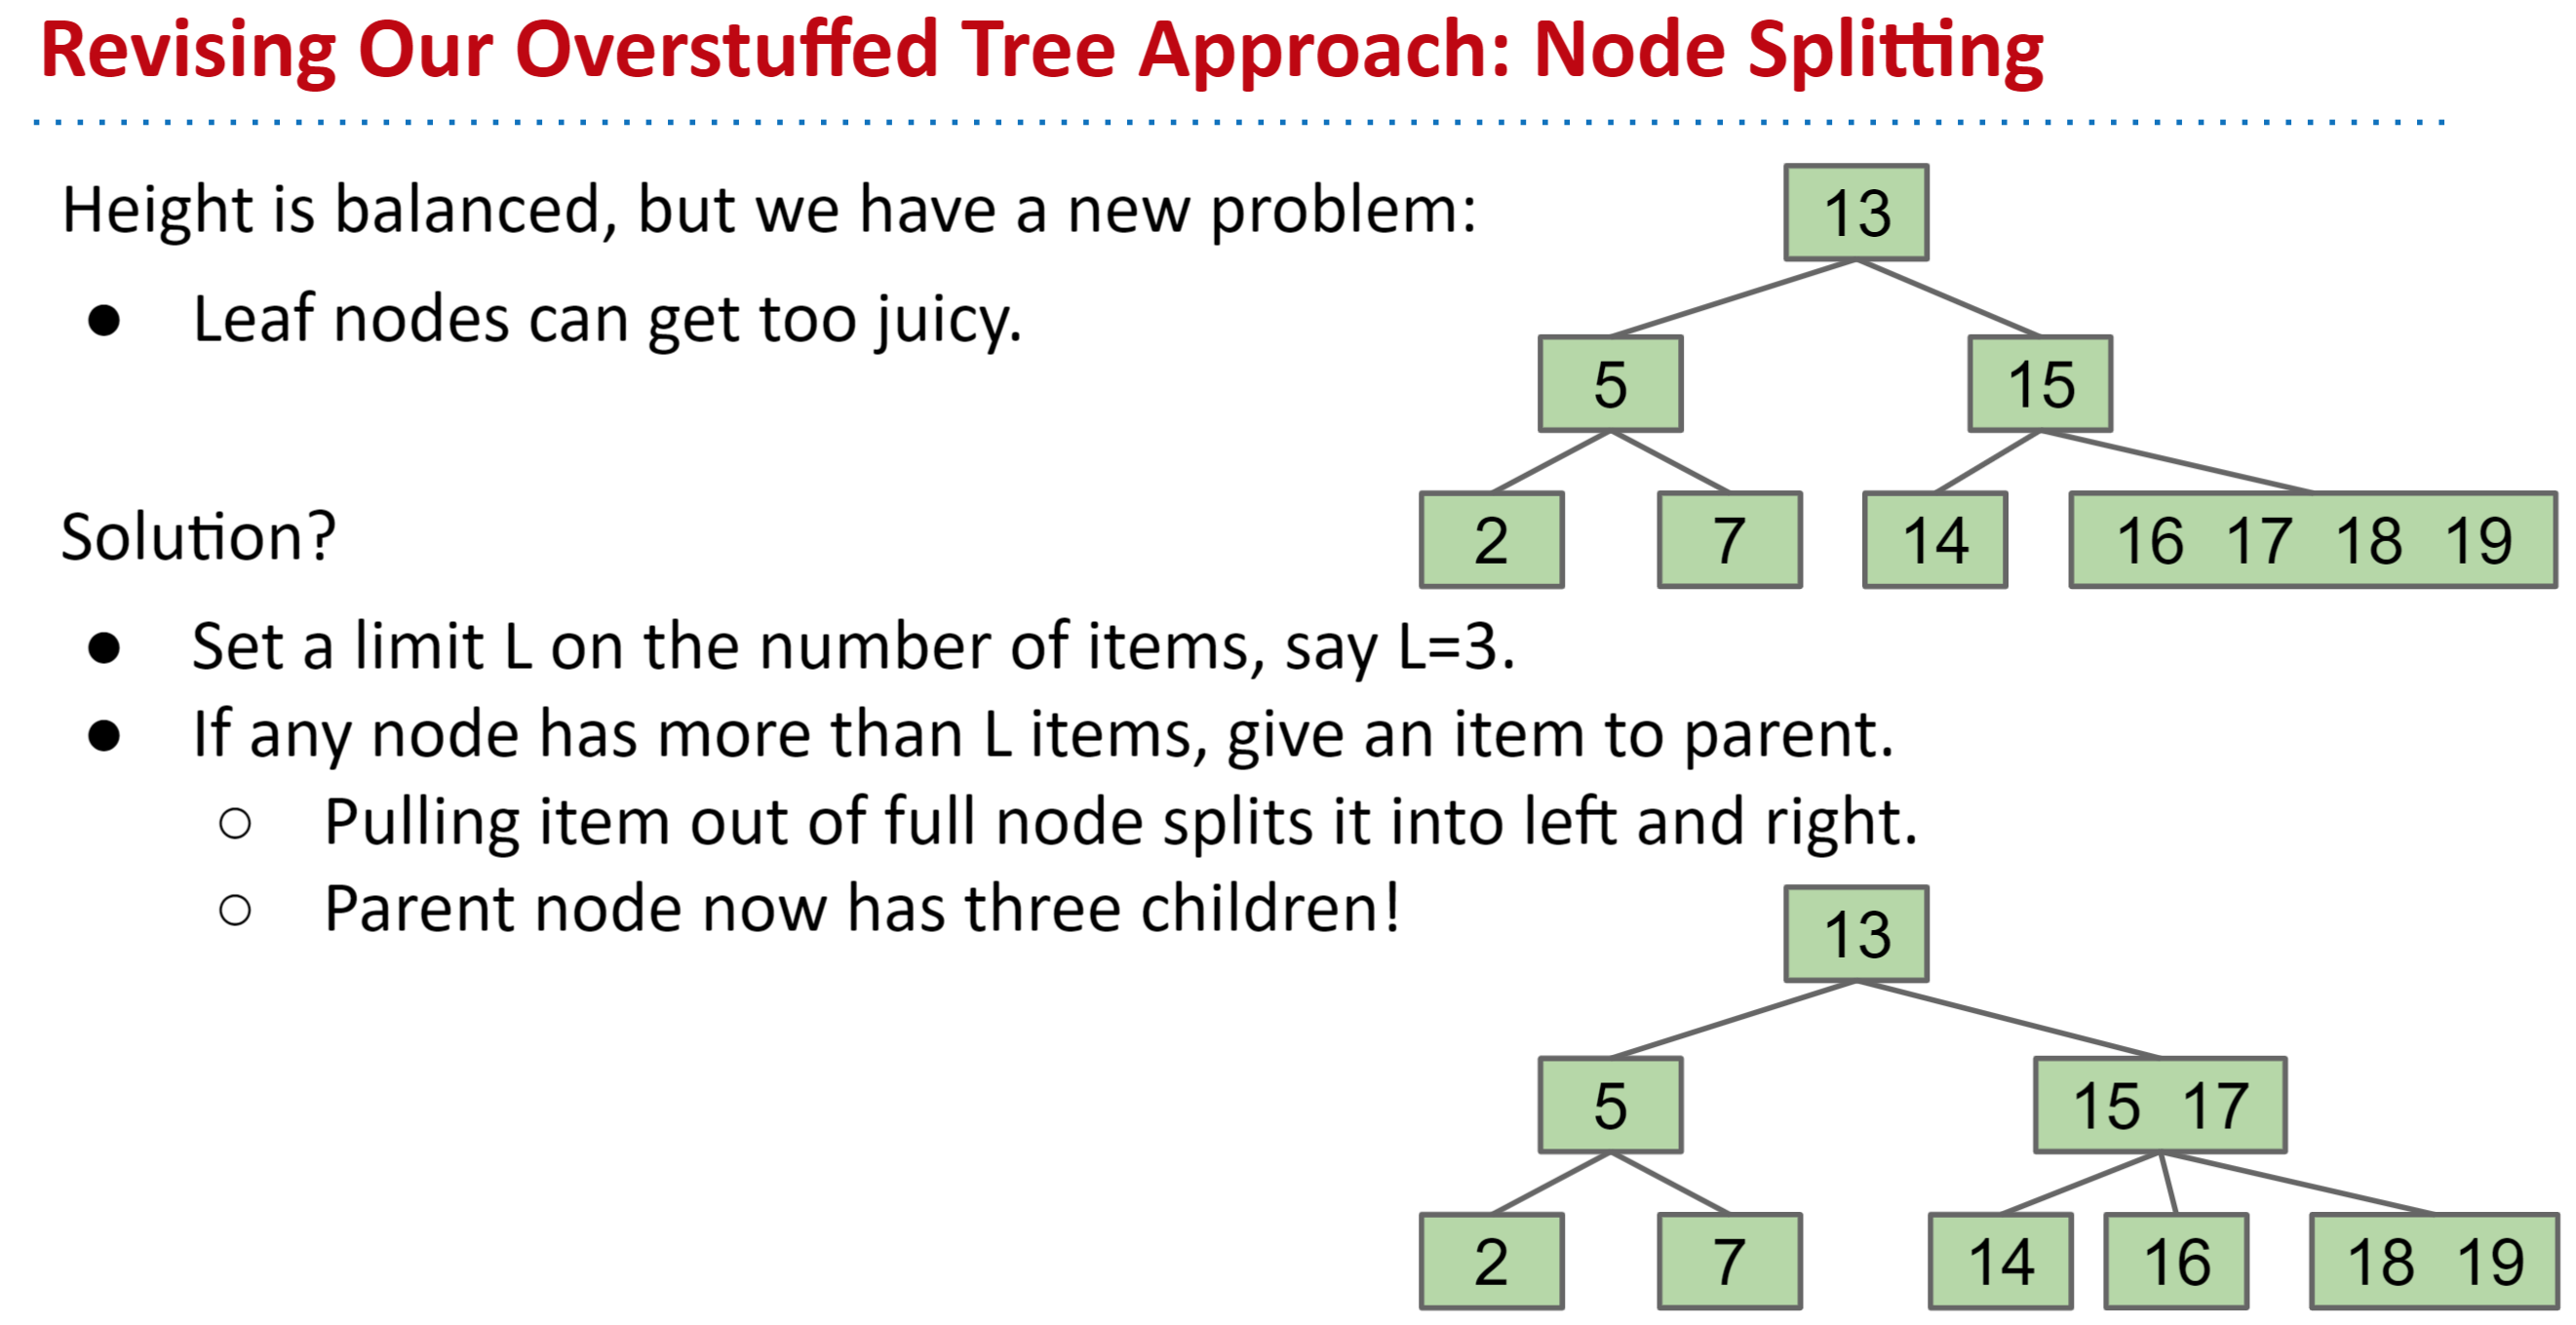 Revising Our Overstuffed Tree Approach: Node Splitting
Height is balanced, but we have a new problem:
● Leaf nodes can get too juicy.
13
5 15
2 7 14 16 17 18 19
Solution?
● Set a limit L on the number of items, say L=3.
● If any node has more than L items, give an item to parent.
○ Pulling item out of full node splits it into left and right.
○ Parent node now has three children!
13
5 15 17
2 7 14 16 18 19